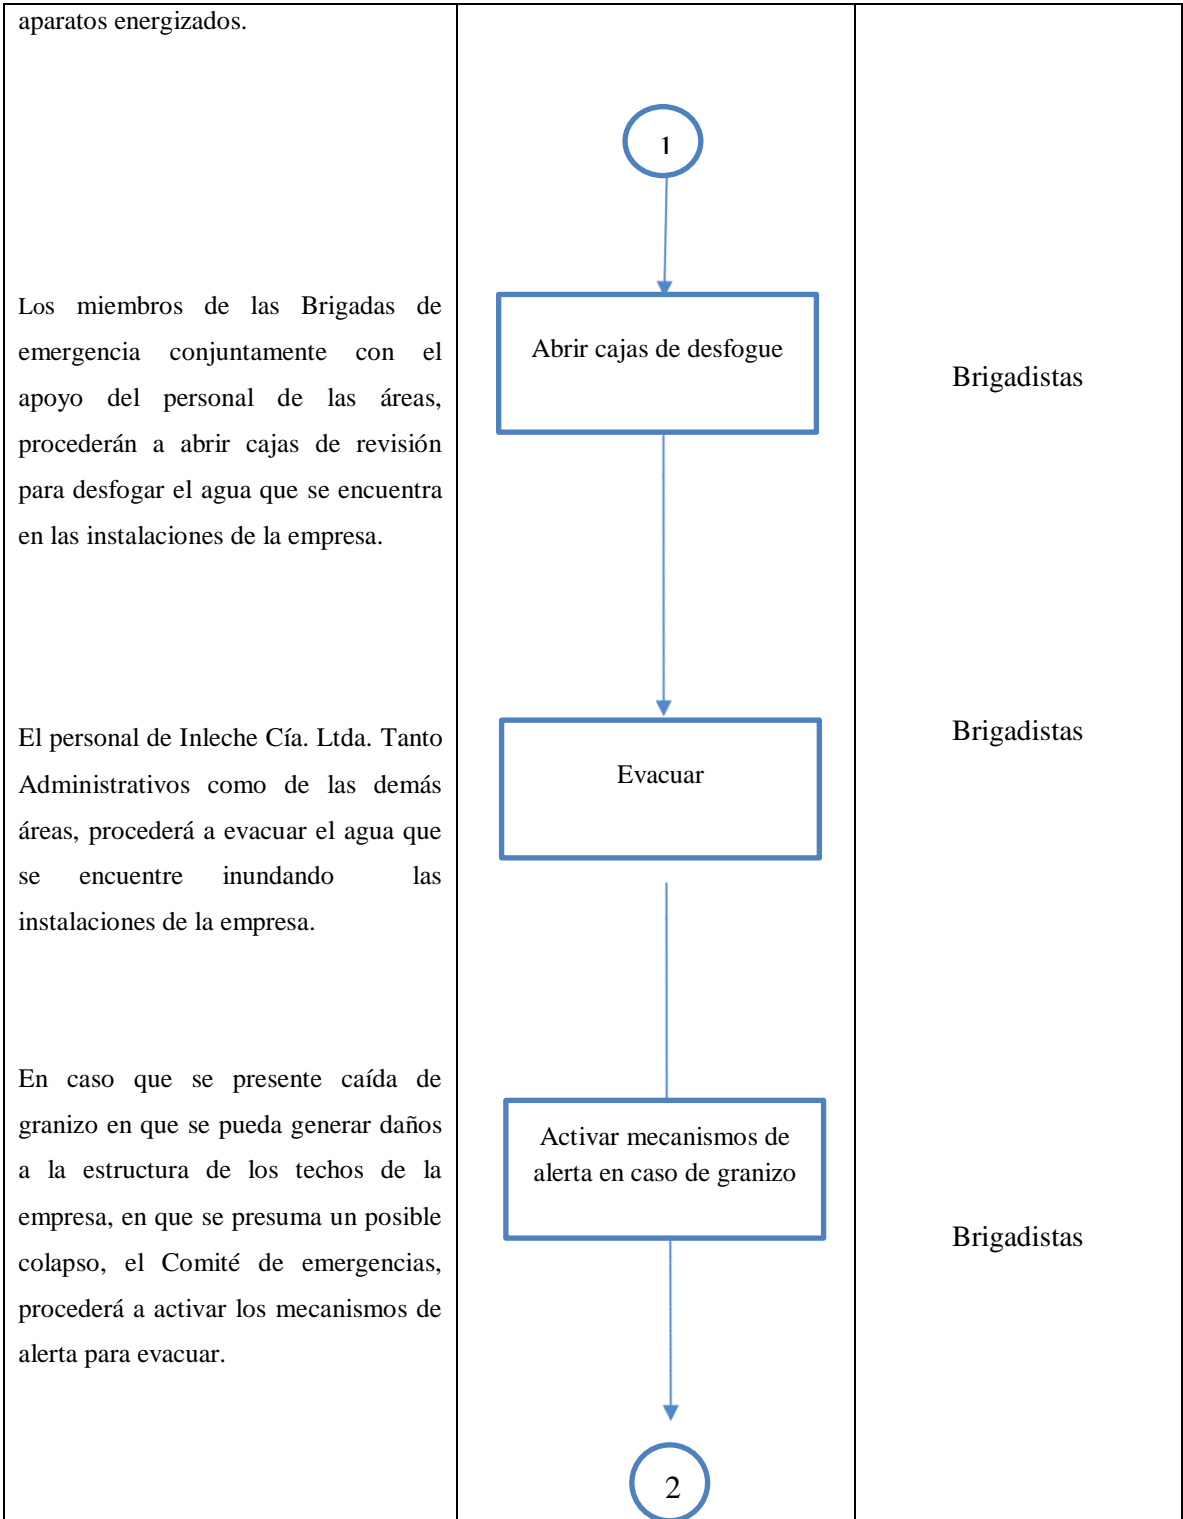 aparatos energizados.
1
Los miembros de las Brigadas de
emergencia conjuntamente con el
apoyo del personal de las áreas,
procederán a abrir cajas de revisión
para desfogar el agua que se encuentra
en las instalaciones de la empresa.
Abrir cajas de desfogue
Brigadistas
El personal de Inleche Cía. Ltda. Tanto
Administrativos como de las demás
áreas, procederá a evacuar el agua que
se encuentre inundando las
instalaciones de la empresa.
Evacuar
Brigadistas
En caso que se presente caída de
granizo en que se pueda generar daños
a la estructura de los techos de la
empresa, en que se presuma un posible
colapso, el Comité de emergencias,
procederá a activar los mecanismos de
alerta para evacuar.
Activar mecanismos de
alerta en caso de granizo
Brigadistas
2